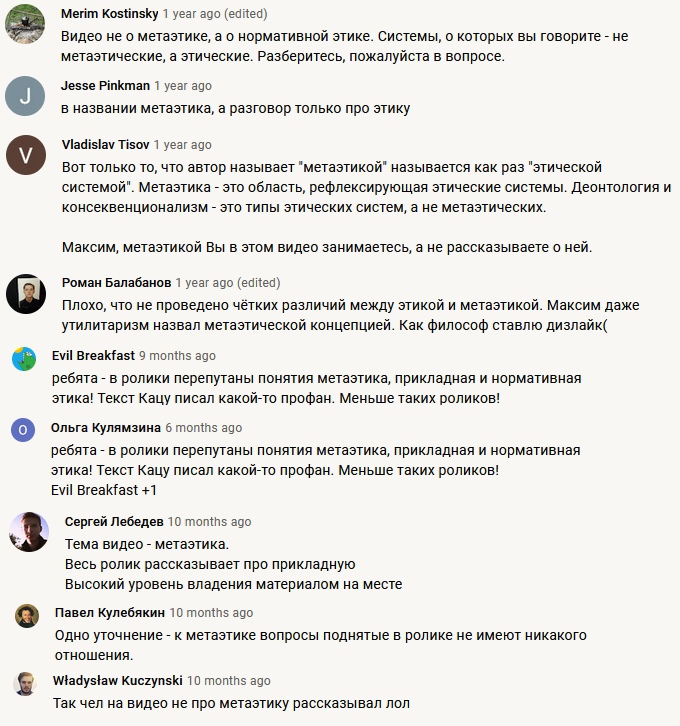 Merim Kostinsky 1 year ago (edited)
Видео не о метаэтике, а о нормативной этике. Системы, о которых вы говорите - не
метаэтические, а этические. Разберитесь, пожалуйста в вопросе.
J
Jesse Pinkman 1 year ago
в названии метаэтика, а разговор только про этику
V
Vladislav Tisov 1 year ago
Вот только то, что автор называет "метаэтикой" называется как раз "этической
системой". Метаэтика - это область, рефлексирующая этические системы. Деонтология и
консеквенционализм - это типы этических систем, а не метаэтических.
Максим, метаэтикой Вы в этом видео занимаетесь, а не рассказываете о ней.
Роман Балабанов 1 year ago (edited)
Плохо, что не проведено чётких различий между этикой и метаэтикой. Максим даже
утилитаризм назвал метаэтической концепцией. Как философ ставлю дизлайк(
Evil Breakfast 9 months ago
ребята - в ролики перепутаны понятия метаэтика, прикладная и нормативная
этика! Текст Кацу писал какой-то профан. Меньше таких роликов!
О
Ольга Кулямзина 6 months ago
ребята - в ролики перепутаны понятия метаэтика, прикладная и нормативная
этика! Текст Кацу писал какой-то профан. Меньше таких роликов!
Evil Breakfast +1
Сергей Лебедев 10 months ago
Тема видео - метаэтика.
Весь ролик рассказывает про прикладную
Высокий уровень владения материалом на месте
Павел Кулебякин 10 months ago
Одно уточнение - к метаэтике вопросы поднятые в ролике не имеют никакого
отношения.
Władysław Kuczynski 10 months ago
Так чел на видео не про метаэтику рассказывал лол